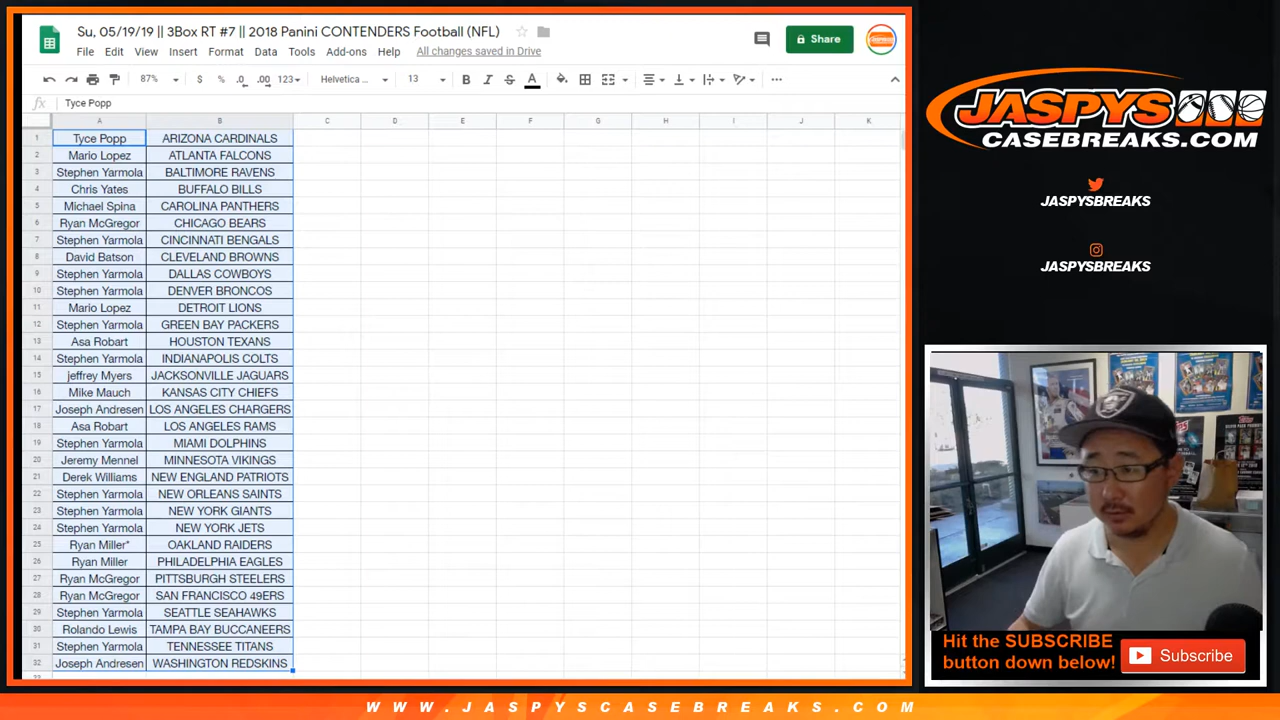 Su, 05/19/19 || 3Box RT #7 || 2018 Panini CONTENDERS Football (NFL)
File Edit View Insert Format Data Tools Add-ons Help All changes saved in Drive
Share
87% $ % .0 .00 123 Helvetica ... 13 B I S A
fx Tyce Popp
A B C D E F G H I J K
1 Tyce Popp ARIZONA CARDINALS
2 Mario Lopez ATLANTA FALCONS
3 Stephen Yarmola BALTIMORE RAVENS
4 Chris Yates BUFFALO BILLS
5 Michael Spina CAROLINA PANTHERS
6 Ryan McGregor CHICAGO BEARS
7 Stephen Yarmola CINCINNATI BENGALS
8 David Batson CLEVELAND BROWNS
9 Stephen Yarmola DALLAS COWBOYS
10 Stephen Yarmola DENVER BRONCOS
11 Mario Lopez DETROIT LIONS
12 Stephen Yarmola GREEN BAY PACKERS
13 Asa Robart HOUSTON TEXANS
14 Stephen Yarmola INDIANAPOLIS COLTS
15 jeffrey Myers JACKSONVILLE JAGUARS
16 Mike Mauch KANSAS CITY CHIEFS
17 Joseph Andresen LOS ANGELES CHARGERS
18 Asa Robart LOS ANGELES RAMS
19 Stephen Yarmola MIAMI DOLPHINS
20 Jeremy Mennel MINNESOTA VIKINGS
21 Derek Williams NEW ENGLAND PATRIOTS
22 Stephen Yarmola NEW ORLEANS SAINTS
23 Stephen Yarmola NEW YORK GIANTS
24 Stephen Yarmola NEW YORK JETS
25 Ryan Miller* OAKLAND RAIDERS
26 Ryan Miller PHILADELPHIA EAGLES
27 Ryan McGregor PITTSBURGH STEELERS
28 Ryan McGregor SAN FRANCISCO 49ERS
29 Stephen Yarmola SEATTLE SEAHAWKS
30 Rolando Lewis TAMPA BAY BUCCANEERS
31 Stephen Yarmola TENNESSEE TITANS
32 Joseph Andresen WASHINGTON REDSKINS
JASPYS
CASEBREAKS.COM
JASPYSBREAKS
JASPYSBREAKS
Hit the SUBSCRIBE
button down below!
Subscribe
WWW.JASPYSCASEBREAKS.COM